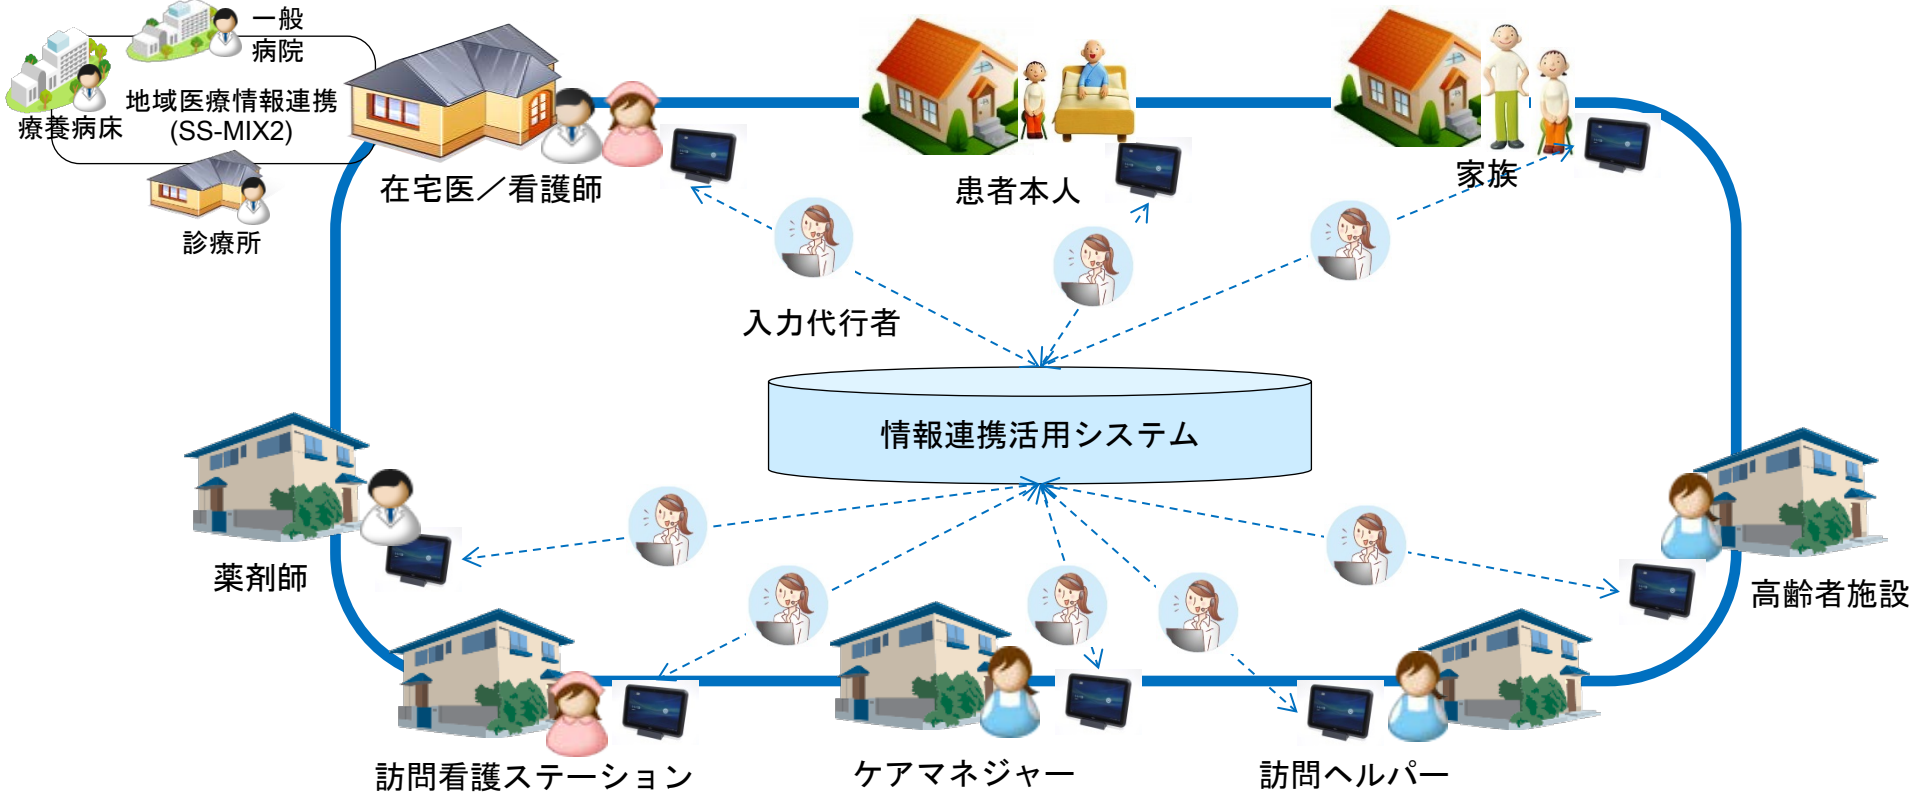 一般
病院
地域医療情報連携
(SS-MIX2)
療養病床
診療所
在宅医／看護師
患者本人
家族
入力代行者
情報連携活用システム
薬剤師
高齢者施設
訪問看護ステーション
ケアマネジャー
訪問ヘルパー